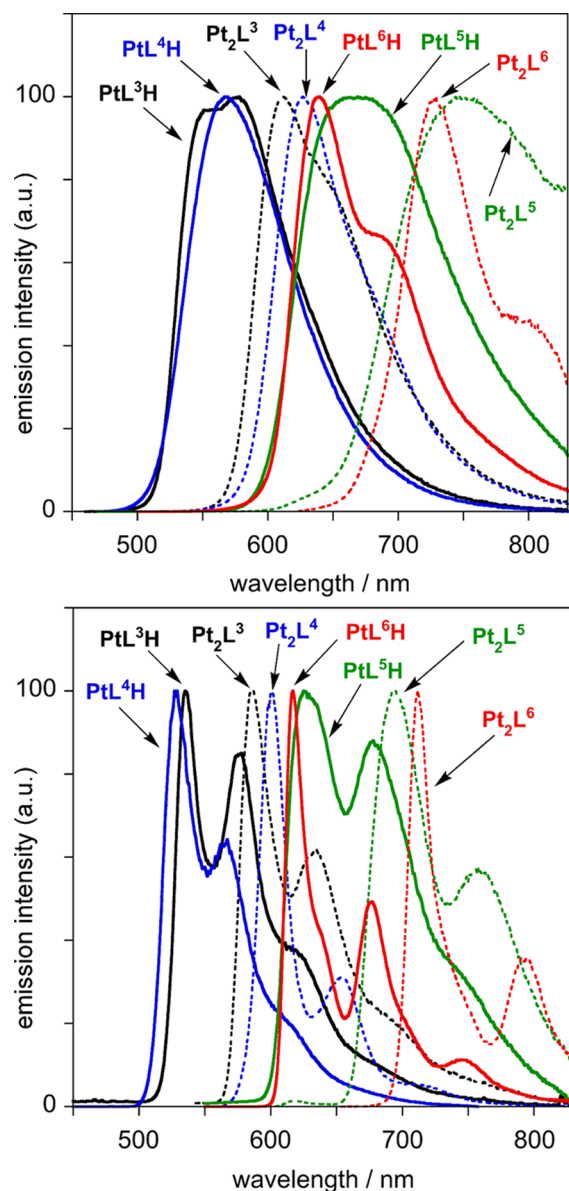 PtL⁴H
Pt₂L³
Pt₂L⁴
PtL⁶H
PtL⁵H
Pt₂L⁶
PtL³H
Pt₂L⁵
100
0
emission intensity (a.u.)
500 600 700 800
wavelength / nm
PtL³H
Pt₂L³
Pt₂L⁴
PtL⁶H
Pt₂L⁵
PtL⁴H
PtL⁵H
Pt₂L⁶
100
0
emission intensity (a.u.)
500 600 700 800
wavelength / nm